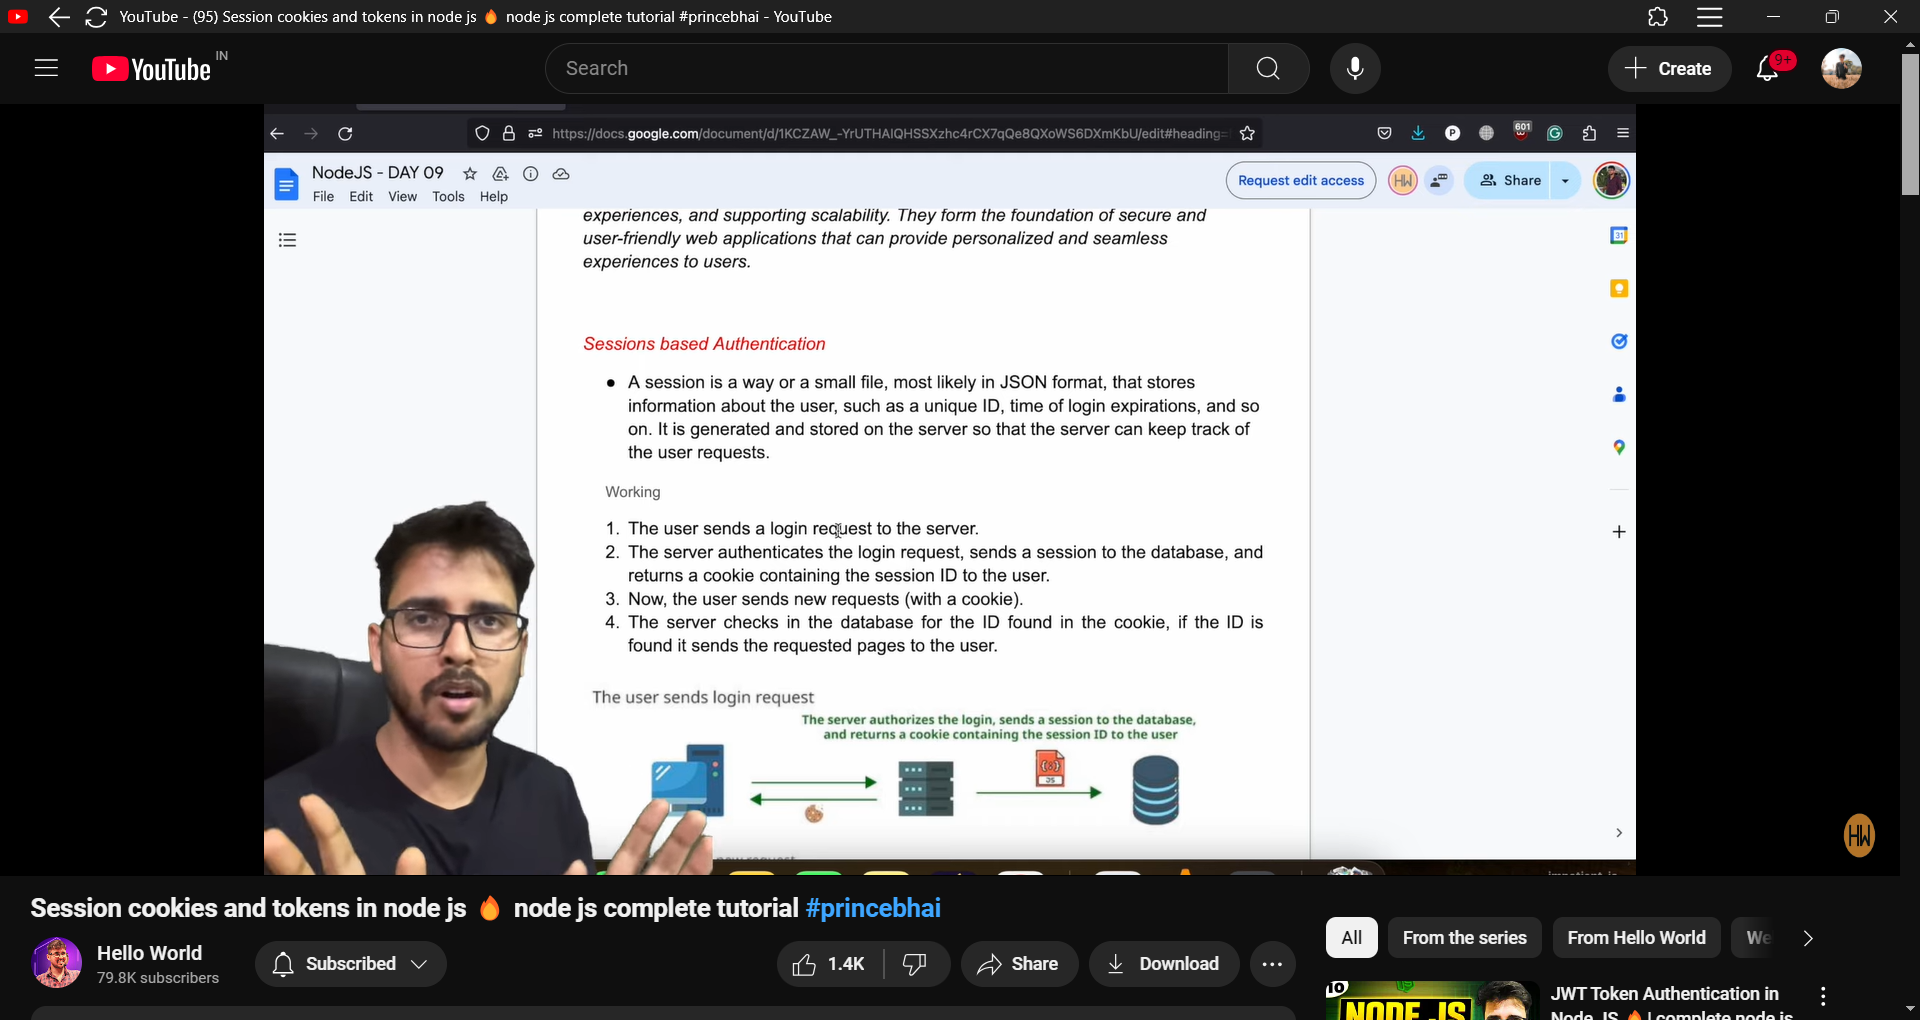 YouTube - (95) Session cookies and tokens in node js 🔥 node js complete tutorial #princebhai - YouTube
YouTube IN
Search
Create
9+
https://docs.google.com/document/d/1KCZAW_-YrUTHAIQHSSXzhc4rCX7qQe8QXoWS6DXmKbU/edit#heading=
601
NodeJS - DAY 09
File Edit View Tools Help
Request edit access
HW
Share
experiences, and supporting scalability. They form the foundation of secure and
user-friendly web applications that can provide personalized and seamless
experiences to users.
Sessions based Authentication
● A session is a way or a small file, most likely in JSON format, that stores
information about the user, such as a unique ID, time of login expirations, and so
on. It is generated and stored on the server so that the server can keep track of
the user requests.
Working
1. The user sends a login request to the server.
2. The server authenticates the login request, sends a session to the database, and
returns a cookie containing the session ID to the user.
3. Now, the user sends new requests (with a cookie).
4. The server checks in the database for the ID found in the cookie, if the ID is
found it sends the requested pages to the user.
The user sends login request
The server authorizes the login, sends a session to the database,
and returns a cookie containing the session ID to the user
JS
31
HW
Session cookies and tokens in node js 🔥 node js complete tutorial #princebhai
Hello World
79.8K subscribers
Subscribed
1.4K
Share
Download
All
From the series
From Hello World
We
NODE JS
JWT Token Authentication in
Node JS 🔥 | complete node js